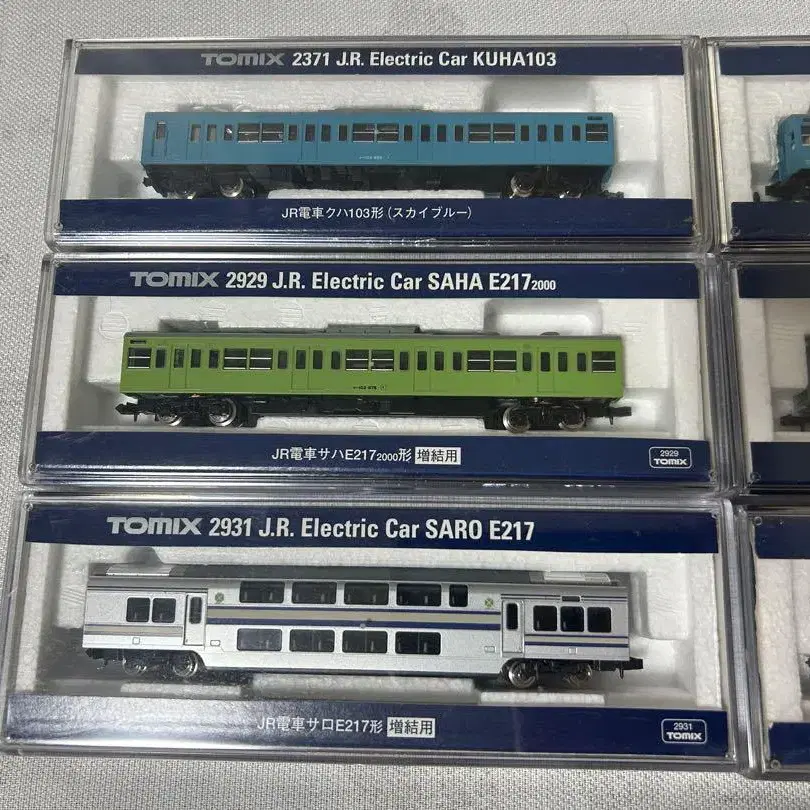 TOMIX 2371 J.R. Electric Car KUHA103
JR電車クハ103形(スカイブルー)
TOMIX 2929 J.R. Electric Car SAHA E217 2000
JR電車サハE217 2000形 増結用
2929
TOMIX
TOMIX 2931 J.R. Electric Car SARO E217
JR電車サロE217形 増結用
2931
TOMIX